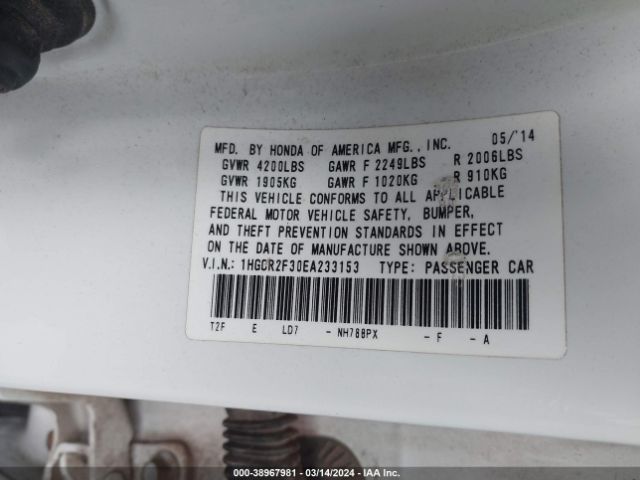 MFD. BY HONDA OF AMERICA MFG., INC. 05/'14
GVWR 4200LBS GAWR F 2249LBS R 2006LBS
GVWR 1905KG GAWR F 1020KG R 910KG
THIS VEHICLE CONFORMS TO ALL APPLICABLE
FEDERAL MOTOR VEHICLE SAFETY, BUMPER,
AND THEFT PREVENTION STANDARDS IN EFFECT
ON THE DATE OF MANUFACTURE SHOWN ABOVE.
V.I.N.: 1HGCR2F30EA233153 TYPE: PASSENGER CAR
T2F E LD7 - NH788PX - F - A
000-38967981 | 03/14/2024 | IAA Inc.